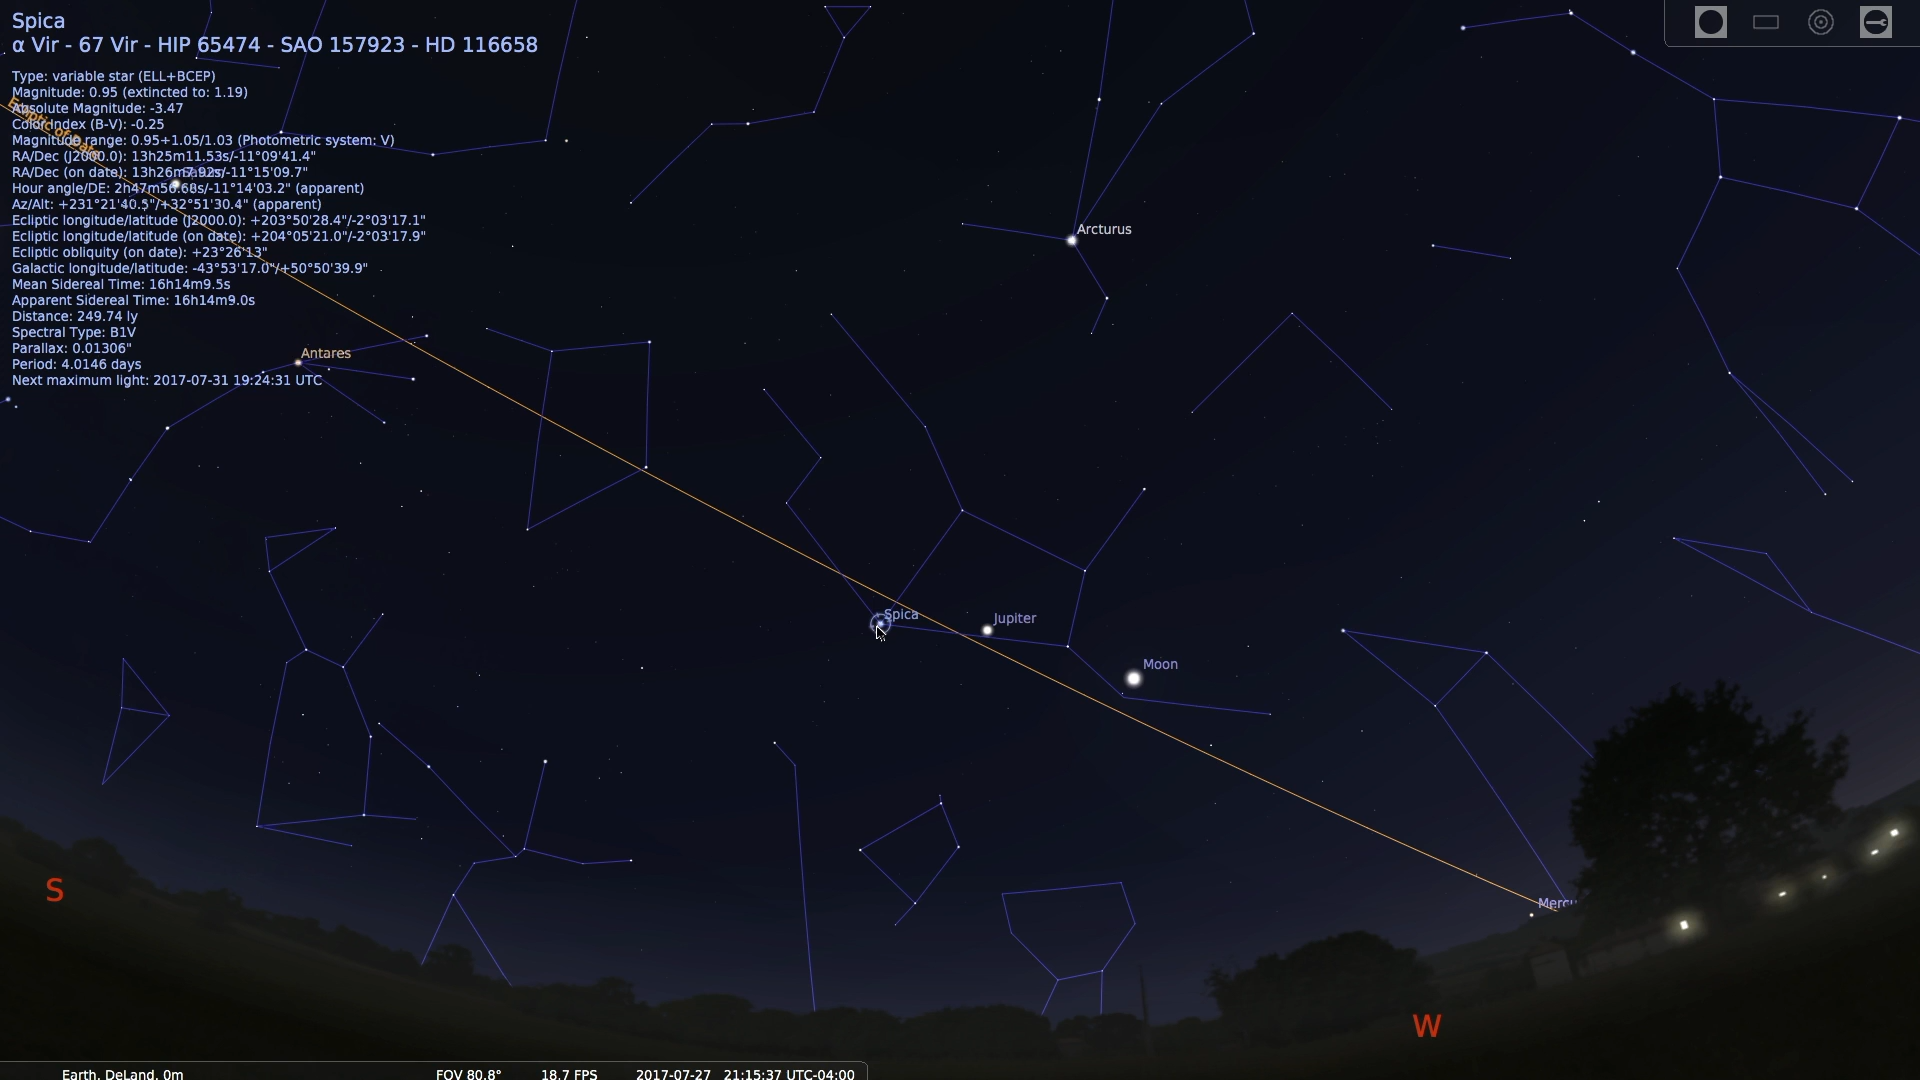 Spica
α Vir - 67 Vir - HIP 65474 - SAO 157923 - HD 116658
Type: variable star (ELL+BCEP)
Magnitude: 0.95 (extincted to: 1.19)
Absolute Magnitude: -3.47
Color Index (B-V): -0.25
Magnitude range: 0.95÷1.05/1.03 (Photometric system: V)
RA/Dec (J2000.0): 13h25m11.53s/-11°09'41.4"
RA/Dec (on date): 13h26m7.92s/-11°15'09.7"
Hour angle/DE: 2h47m56.68s/-11°14'03.2" (apparent)
Az/Alt: +231°21'40.5"/+32°51'30.4" (apparent)
Ecliptic longitude/latitude (J2000.0): +203°50'28.4"/-2°03'17.1"
Ecliptic longitude/latitude (on date): +204°05'21.0"/-2°03'17.9"
Ecliptic obliquity (on date): +23°26'13"
Galactic longitude/latitude: -43°53'17.0"/+50°50'39.9"
Mean Sidereal Time: 16h14m9.5s
Apparent Sidereal Time: 16h14m9.0s
Distance: 249.74 ly
Spectral Type: B1V
Parallax: 0.01306"
Period: 4.0146 days
Next maximum light: 2017-07-31 19:24:31 UTC
Ecliptic of Date
Arcturus
Antares
Spica
Jupiter
Moon
Mercu
S
W
Earth, DeLand, 0m
FOV 80.8°
18.7 FPS
2017-07-27 21:15:37 UTC-04:00